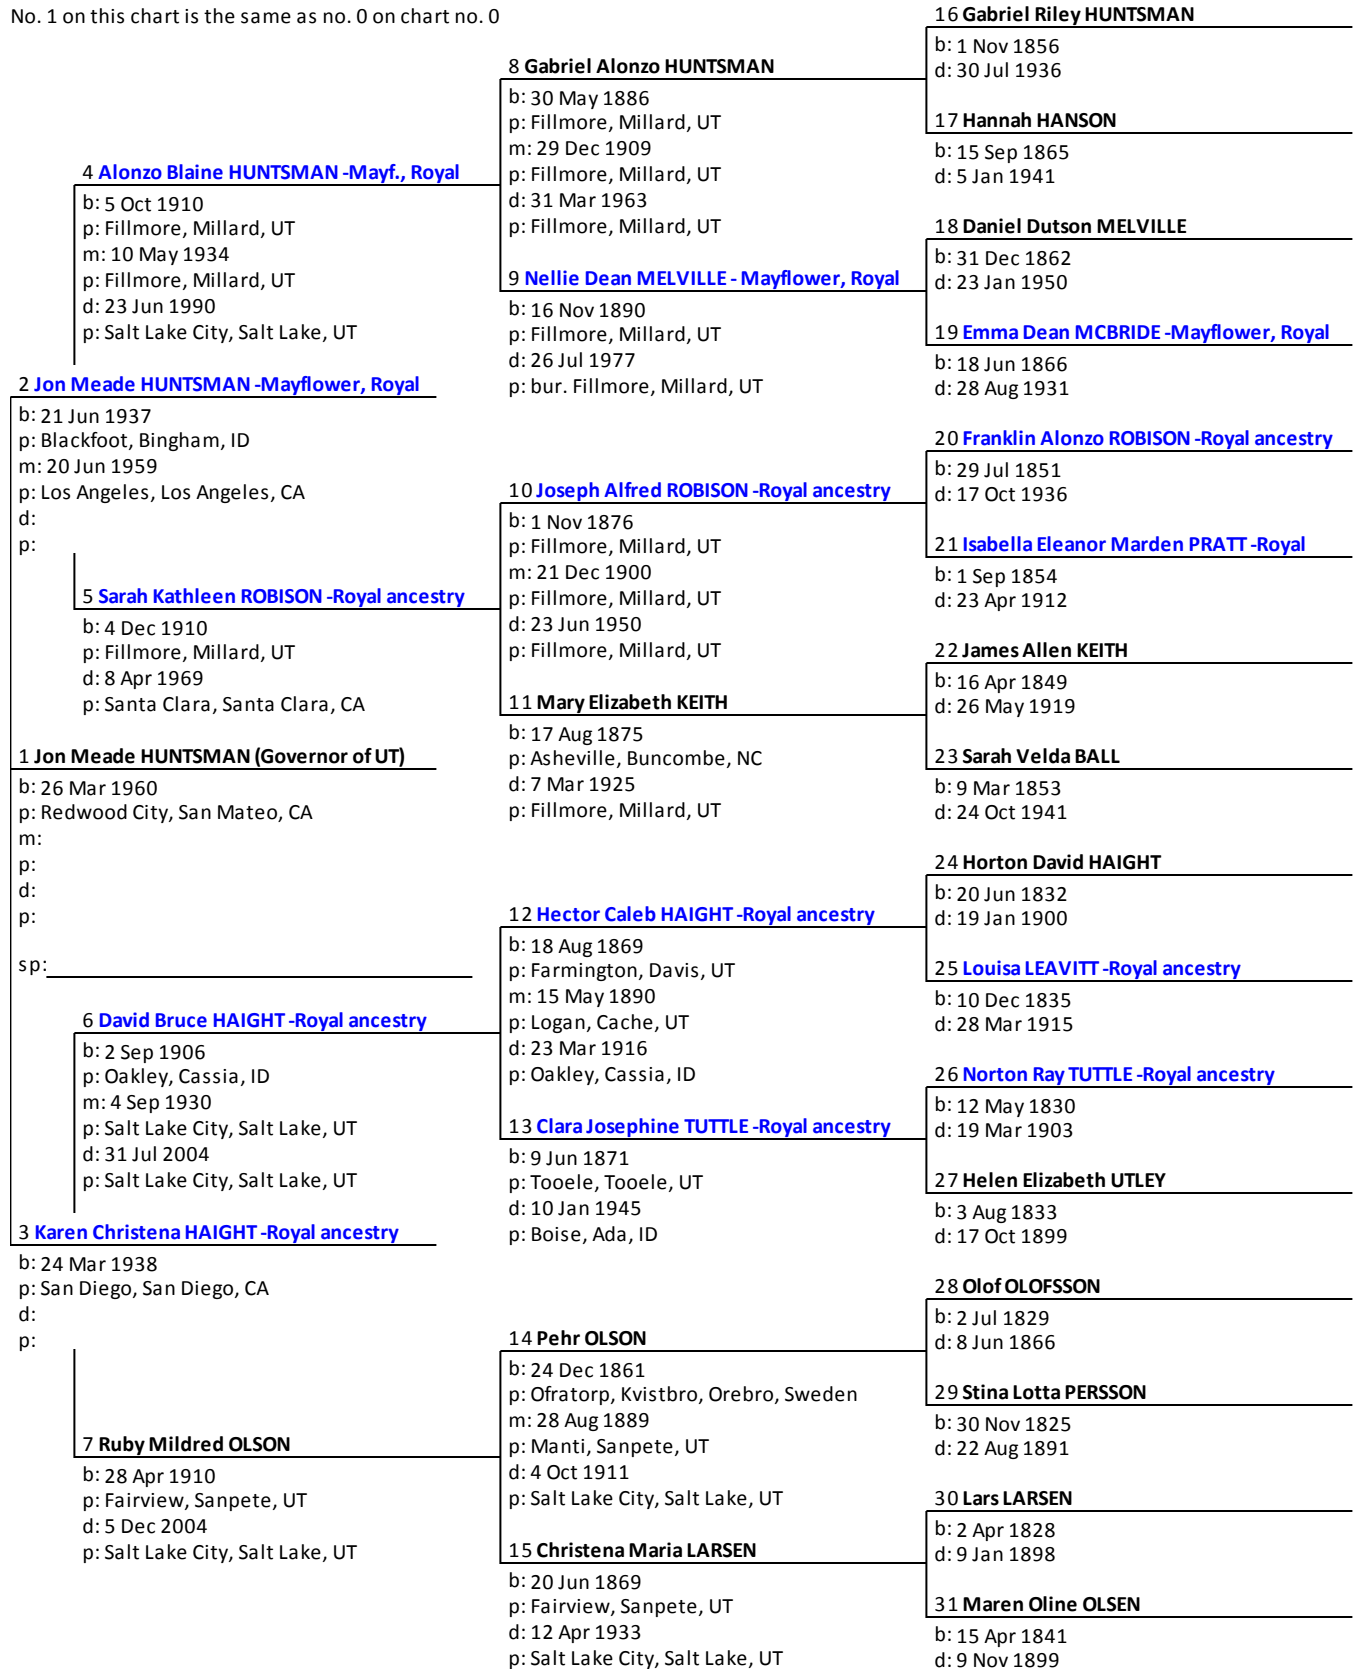 No. 1 on this chart is the same as no. 0 on chart no. 0
16 Gabriel Riley HUNTSMAN
b: 1 Nov 1856
d: 30 Jul 1936
8 Gabriel Alonzo HUNTSMAN
b: 30 May 1886
p: Fillmore, Millard, UT
m: 29 Dec 1909
p: Fillmore, Millard, UT
d: 31 Mar 1963
p: Fillmore, Millard, UT
17 Hannah HANSON
b: 15 Sep 1865
d: 5 Jan 1941
4 Alonzo Blaine HUNTSMAN -Mayf., Royal
b: 5 Oct 1910
p: Fillmore, Millard, UT
m: 10 May 1934
p: Fillmore, Millard, UT
d: 23 Jun 1990
p: Salt Lake City, Salt Lake, UT
18 Daniel Dutson MELVILLE
b: 31 Dec 1862
d: 23 Jan 1950
9 Nellie Dean MELVILLE - Mayflower, Royal
b: 16 Nov 1890
p: Fillmore, Millard, UT
d: 26 Jul 1977
p: bur. Fillmore, Millard, UT
19 Emma Dean MCBRIDE -Mayflower, Royal
b: 18 Jun 1866
d: 28 Aug 1931
2 Jon Meade HUNTSMAN -Mayflower, Royal
b: 21 Jun 1937
p: Blackfoot, Bingham, ID
m: 20 Jun 1959
p: Los Angeles, Los Angeles, CA
d:
p:
20 Franklin Alonzo ROBISON -Royal ancestry
b: 29 Jul 1851
d: 17 Oct 1936
10 Joseph Alfred ROBISON -Royal ancestry
b: 1 Nov 1876
p: Fillmore, Millard, UT
m: 21 Dec 1900
p: Fillmore, Millard, UT
d: 23 Jun 1950
p: Fillmore, Millard, UT
21 Isabella Eleanor Marden PRATT -Royal
b: 1 Sep 1854
d: 23 Apr 1912
5 Sarah Kathleen ROBISON -Royal ancestry
b: 4 Dec 1910
p: Fillmore, Millard, UT
d: 8 Apr 1969
p: Santa Clara, Santa Clara, CA
22 James Allen KEITH
b: 16 Apr 1849
d: 26 May 1919
11 Mary Elizabeth KEITH
b: 17 Aug 1875
p: Asheville, Buncombe, NC
d: 7 Mar 1925
p: Fillmore, Millard, UT
23 Sarah Velda BALL
b: 9 Mar 1853
d: 24 Oct 1941
1 Jon Meade HUNTSMAN (Governor of UT)
b: 26 Mar 1960
p: Redwood City, San Mateo, CA
m:
p:
d:
p:
sp:
24 Horton David HAIGHT
b: 20 Jun 1832
d: 19 Jan 1900
12 Hector Caleb HAIGHT -Royal ancestry
b: 18 Aug 1869
p: Farmington, Davis, UT
m: 15 May 1890
p: Logan, Cache, UT
d: 23 Mar 1916
p: Oakley, Cassia, ID
25 Louisa LEAVITT -Royal ancestry
b: 10 Dec 1835
d: 28 Mar 1915
6 David Bruce HAIGHT -Royal ancestry
b: 2 Sep 1906
p: Oakley, Cassia, ID
m: 4 Sep 1930
p: Salt Lake City, Salt Lake, UT
d: 31 Jul 2004
p: Salt Lake City, Salt Lake, UT
26 Norton Ray TUTTLE -Royal ancestry
b: 12 May 1830
d: 19 Mar 1903
13 Clara Josephine TUTTLE -Royal ancestry
b: 9 Jun 1871
p: Tooele, Tooele, UT
d: 10 Jan 1945
p: Boise, Ada, ID
27 Helen Elizabeth UTLEY
b: 3 Aug 1833
d: 17 Oct 1899
3 Karen Christena HAIGHT -Royal ancestry
b: 24 Mar 1938
p: San Diego, San Diego, CA
d:
p:
28 Olof OLOFSSON
b: 2 Jul 1829
d: 8 Jun 1866
14 Pehr OLSON
b: 24 Dec 1861
p: Ofratorp, Kvistbro, Orebro, Sweden
m: 28 Aug 1889
p: Manti, Sanpete, UT
d: 4 Oct 1911
p: Salt Lake City, Salt Lake, UT
29 Stina Lotta PERSSON
b: 30 Nov 1825
d: 22 Aug 1891
7 Ruby Mildred OLSON
b: 28 Apr 1910
p: Fairview, Sanpete, UT
d: 5 Dec 2004
p: Salt Lake City, Salt Lake, UT
30 Lars LARSEN
b: 2 Apr 1828
d: 9 Jan 1898
15 Christena Maria LARSEN
b: 20 Jun 1869
p: Fairview, Sanpete, UT
d: 12 Apr 1933
p: Salt Lake City, Salt Lake, UT
31 Maren Oline OLSEN
b: 15 Apr 1841
d: 9 Nov 1899